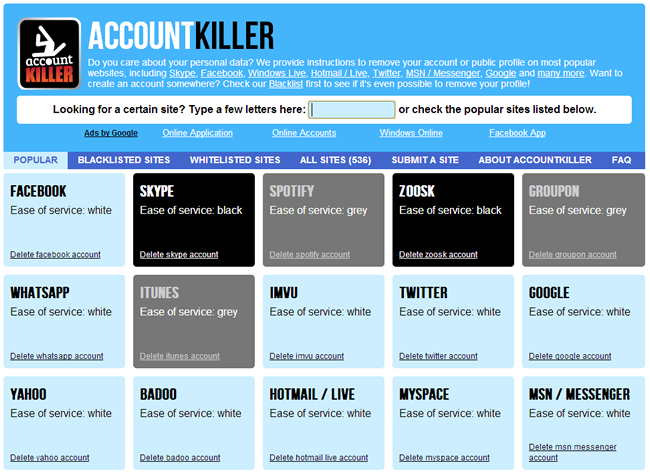 account
KILLER
ACCOUNTKILLER
Do you care about your personal data? We provide instructions to remove your account or public profile on most popular
websites, including Skype, Facebook, Windows Live, Hotmail / Live, Twitter, MSN / Messenger, Google and many more. Want to
create an account somewhere? Check our Blacklist first to see if it's even possible to remove your profile!
Looking for a certain site? Type a few letters here: or check the popular sites listed below.
Ads by Google Online Application Online Accounts Windows Online Facebook App
POPULAR BLACKLISTED SITES WHITELISTED SITES ALL SITES (536) SUBMIT A SITE ABOUT ACCOUNTKILLER FAQ
FACEBOOK
Ease of service: white
Delete facebook account
SKYPE
Ease of service: black
Delete skype account
SPOTIFY
Ease of service: grey
Delete spotify account
ZOOSK
Ease of service: black
Delete zoosk account
GROUPON
Ease of service: grey
Delete groupon account
WHATSAPP
Ease of service: white
Delete whatsapp account
ITUNES
Ease of service: grey
Delete itunes account
IMVU
Ease of service: white
Delete imvu account
TWITTER
Ease of service: white
Delete twitter account
GOOGLE
Ease of service: white
Delete google account
YAHOO
Ease of service: white
Delete yahoo account
BADOO
Ease of service: white
Delete badoo account
HOTMAIL / LIVE
Ease of service: white
Delete hotmail live account
MYSPACE
Ease of service: white
Delete myspace account
MSN / MESSENGER
Ease of service: white
Delete msn messenger
account